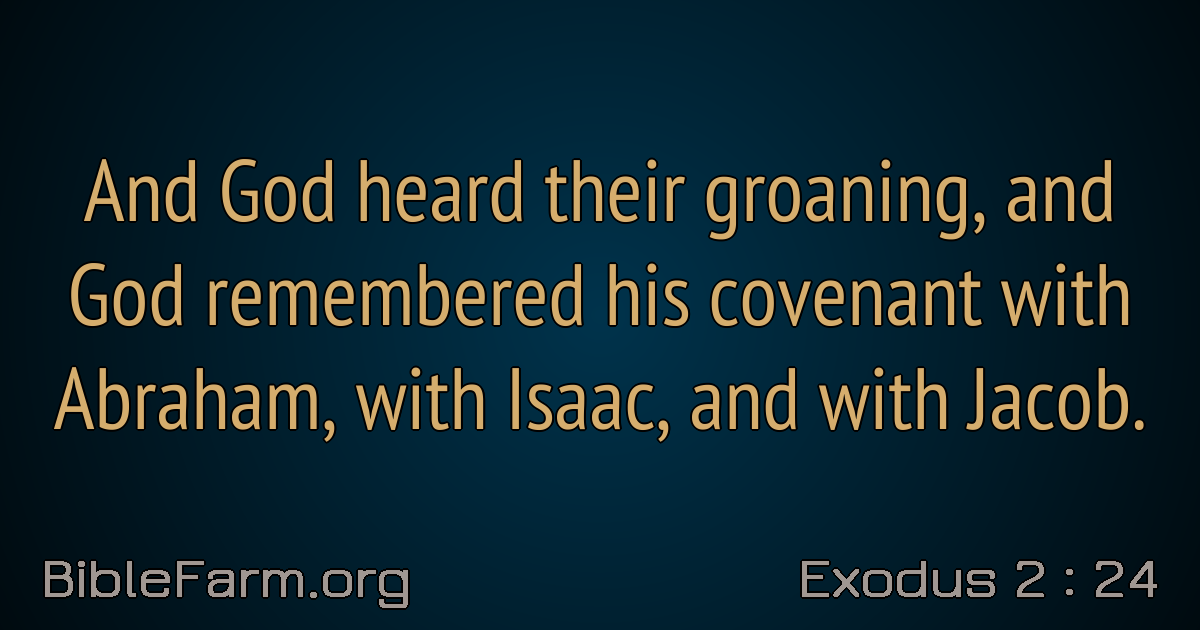 And God heard their groaning, and
God remembered his covenant with
Abraham, with Isaac, and with Jacob.
BibleFarm.org
Exodus 2 : 24